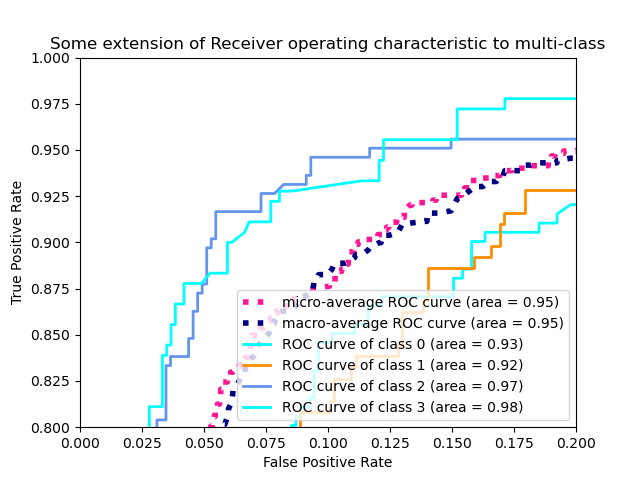 Some extension of Receiver operating characteristic to multi-class
1.000
0.975
0.950
0.925
0.900
0.875
0.850
0.825
0.800
True Positive Rate
micro-average ROC curve (area = 0.95)
macro-average ROC curve (area = 0.95)
ROC curve of class 0 (area = 0.93)
ROC curve of class 1 (area = 0.92)
ROC curve of class 2 (area = 0.97)
ROC curve of class 3 (area = 0.98)
0.000 0.025 0.050 0.075 0.100 0.125 0.150 0.175 0.200
False Positive Rate